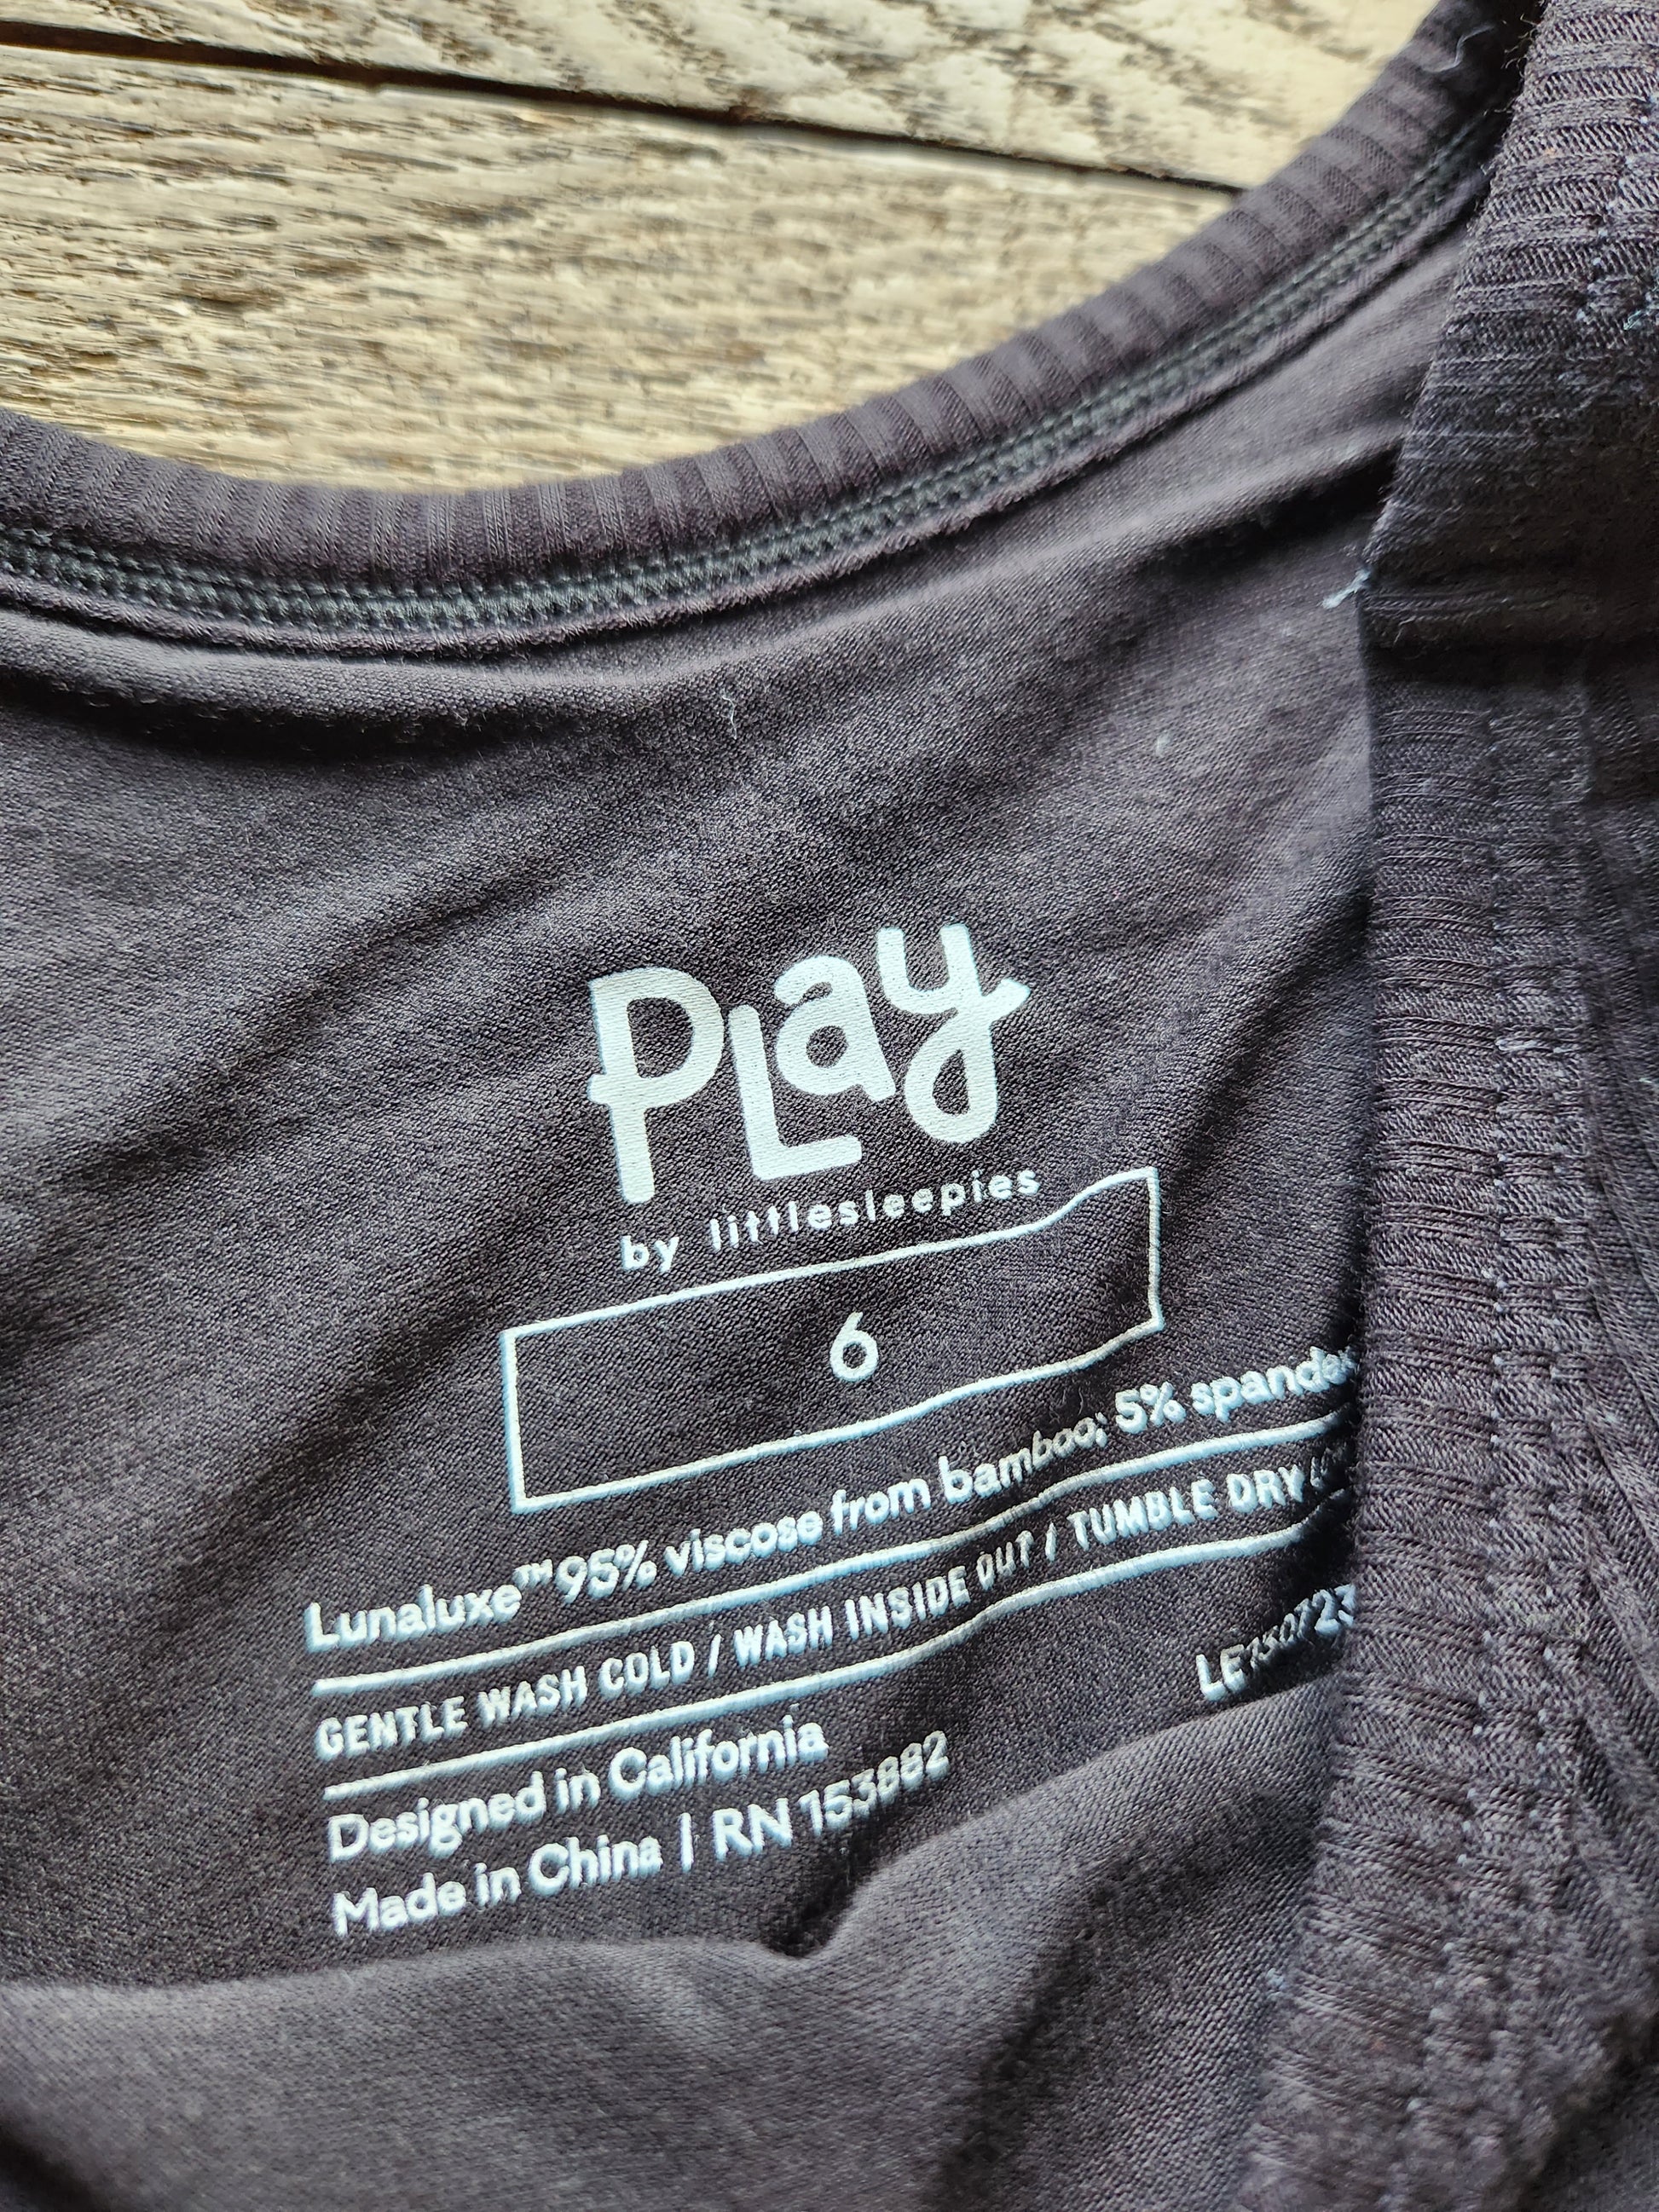 PLay
by littlesleepies
6
Lunaluxe™ 95% viscose from bamboo; 5% spandex
GENTLE WASH COLD / WASH INSIDE OUT / TUMBLE DRY
LE130723
Designed in California
Made in China | RN 153882